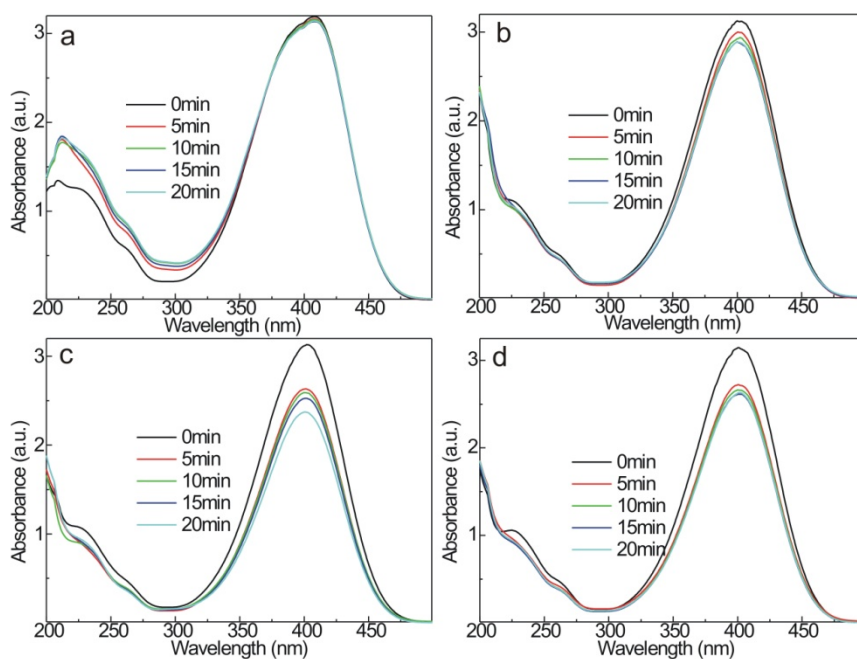 a
Absorbance (a.u.)
3
2
1
0min
5min
10min
15min
20min
200 250 300 350 400 450
Wavelength (nm)
b
Absorbance (a.u.)
3
2
1
0min
5min
10min
15min
20min
200 250 300 350 400 450
Wavelength (nm)
c
Absorbance (a.u.)
3
2
1
0min
5min
10min
15min
20min
200 250 300 350 400 450
Wavelength (nm)
d
Absorbance (a.u.)
3
2
1
0min
5min
10min
15min
20min
200 250 300 350 400 450
Wavelength (nm)